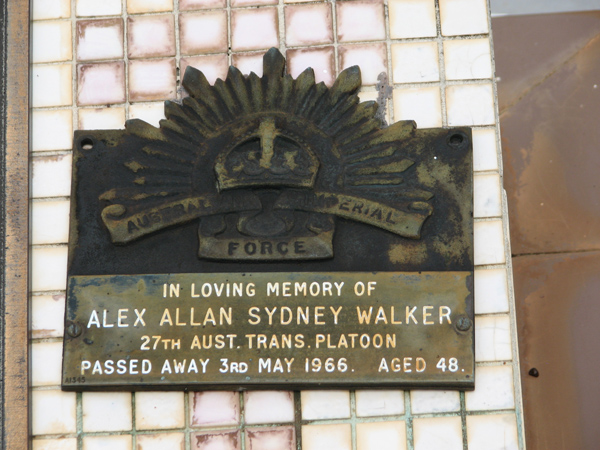 AUSTRAL ERIAL
FORCE
IN LOVING MEMORY OF
ALEX ALLAN SYDNEY WALKER
27TH AUST. TRANS. PLATOON
PASSED AWAY 3RD MAY 1966. AGED 48.